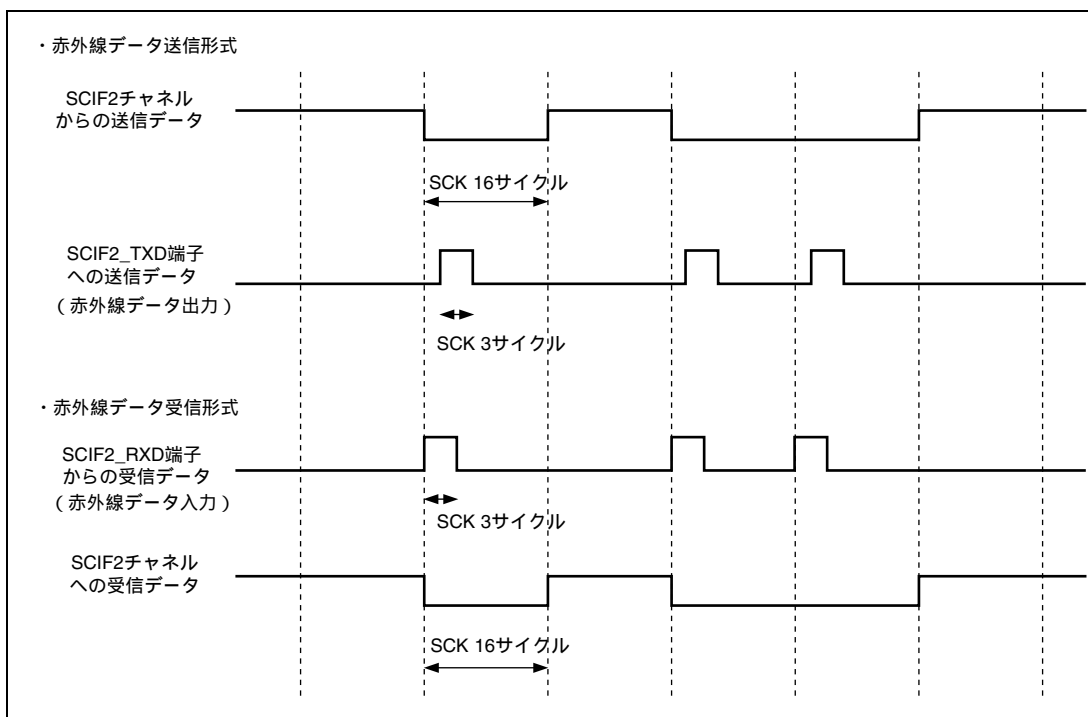 ・赤外線データ送信形式
SCIF2チャネル
からの送信データ
SCK 16サイクル
SCIF2_TXD端子
への送信データ
(赤外線データ出力)
SCK 3サイクル
・赤外線データ受信形式
SCIF2_RXD端子
からの受信データ
(赤外線データ入力)
SCK 3サイクル
SCIF2チャネル
への受信データ
SCK 16サイクル